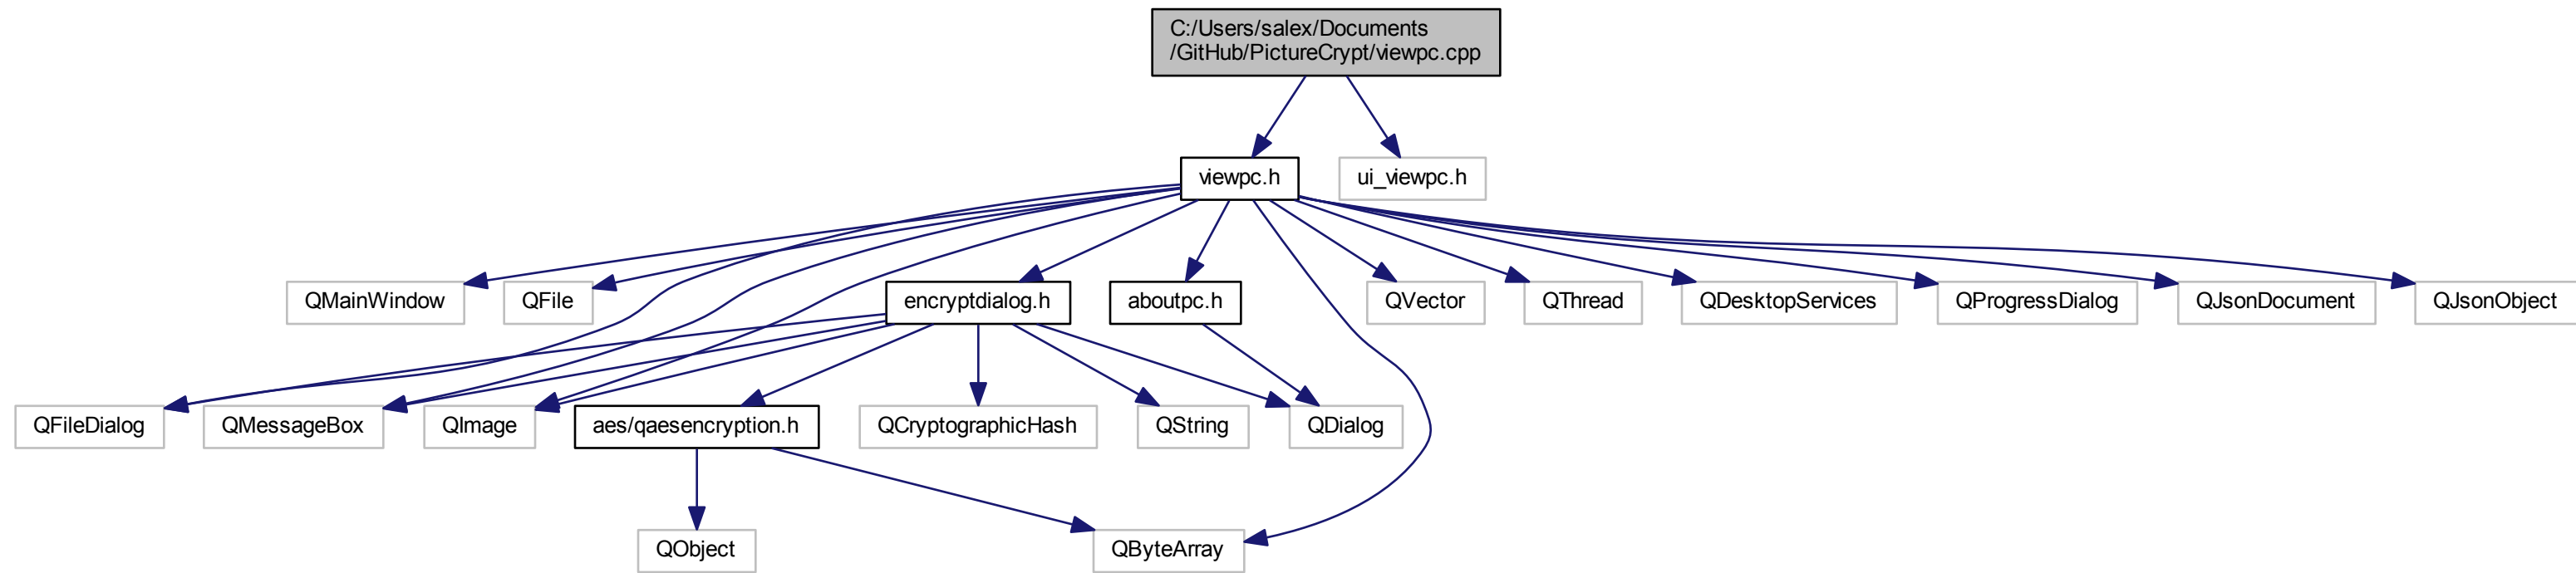 C:/Users/salex/Documents
/GitHub/PictureCrypt/viewpc.cpp
viewpc.h
ui_viewpc.h
QMainWindow
QFile
encryptdialog.h
aboutpc.h
QVector
QThread
QDesktopServices
QProgressDialog
QJsonDocument
QJsonObject
QFileDialog
QMessageBox
QImage
aes/qaesencryption.h
QCryptographicHash
QString
QDialog
QObject
QByteArray